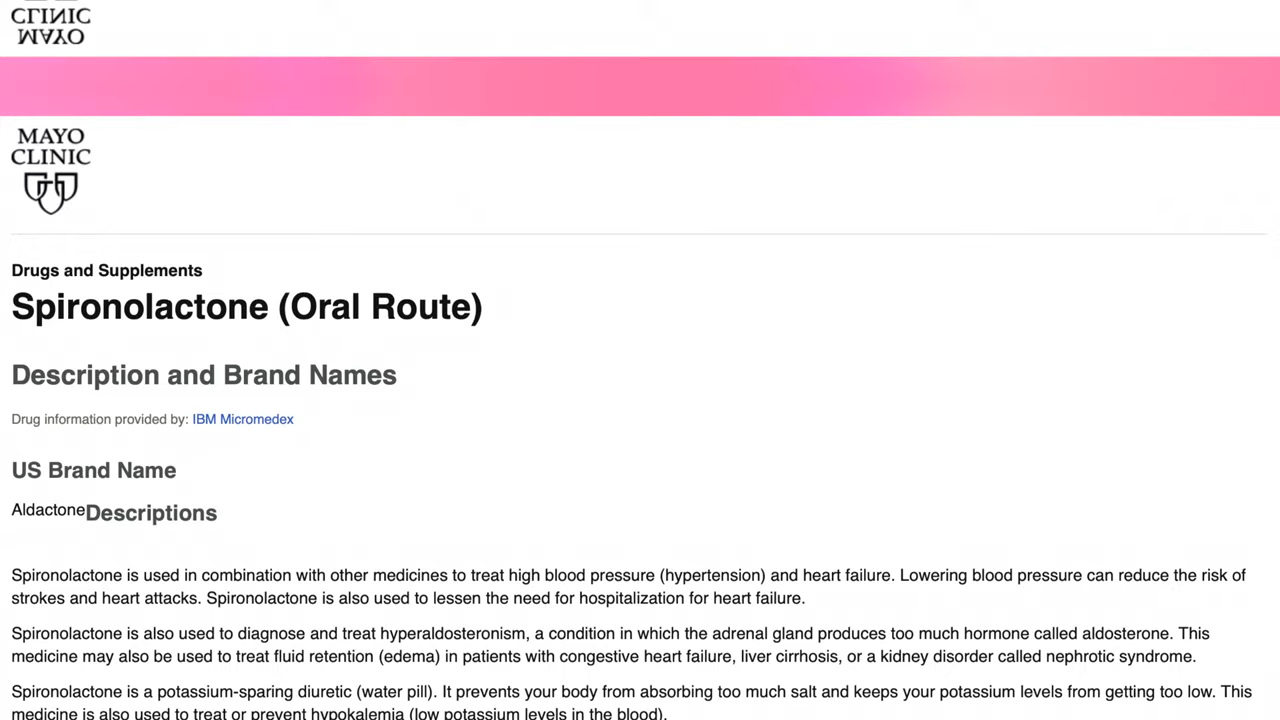 CLINIC
MAYO
MAYO
CLINIC
Drugs and Supplements
Spironolactone (Oral Route)
Description and Brand Names
Drug information provided by: IBM Micromedex
US Brand Name
AldactoneDescriptions
Spironolactone is used in combination with other medicines to treat high blood pressure (hypertension) and heart failure. Lowering blood pressure can reduce the risk of
strokes and heart attacks. Spironolactone is also used to lessen the need for hospitalization for heart failure.
Spironolactone is also used to diagnose and treat hyperaldosteronism, a condition in which the adrenal gland produces too much hormone called aldosterone. This
medicine may also be used to treat fluid retention (edema) in patients with congestive heart failure, liver cirrhosis, or a kidney disorder called nephrotic syndrome.
Spironolactone is a potassium-sparing diuretic (water pill). It prevents your body from absorbing too much salt and keeps your potassium levels from getting too low. This
medicine is also used to treat or prevent hypokalemia (low potassium levels in the blood).